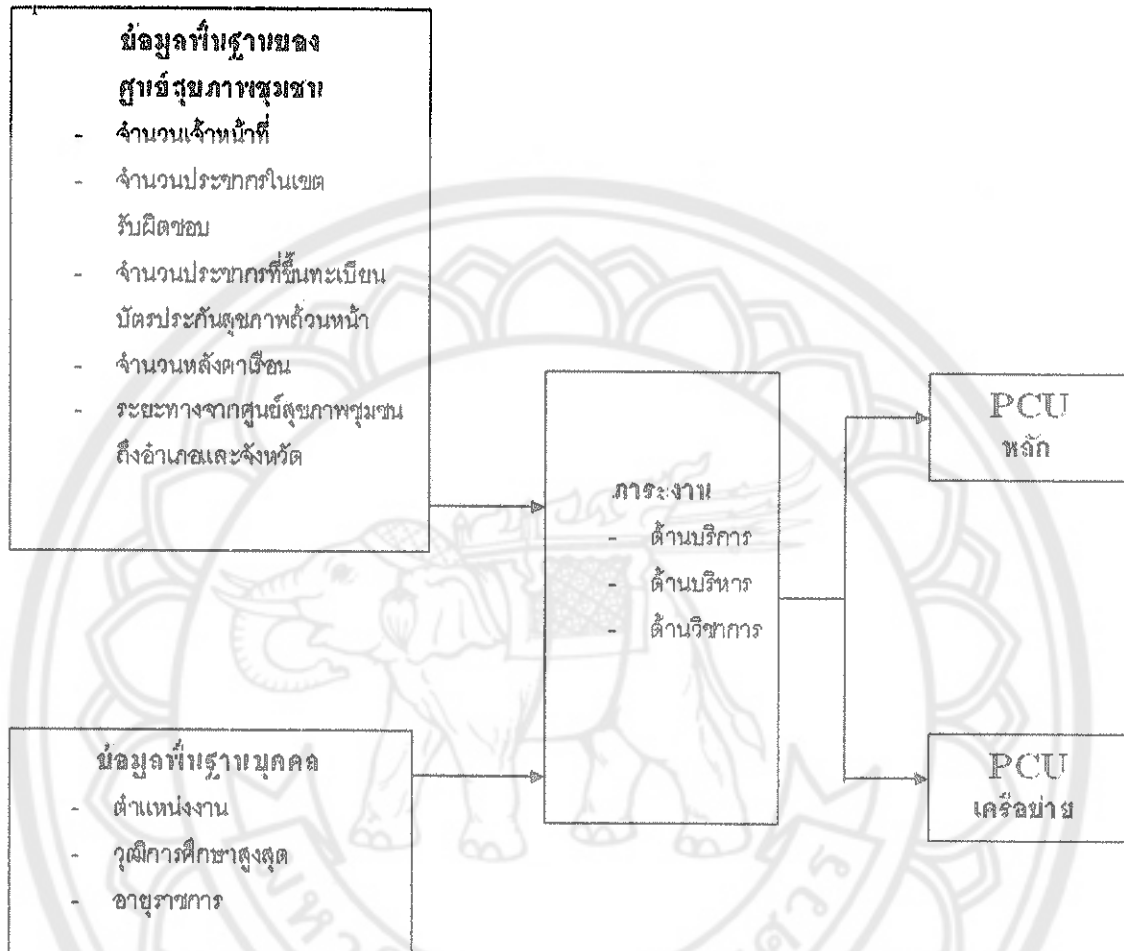 ข้อมูลพื้นฐานของ
ศูนย์สุขภาพชุมชน
- จำนวนเจ้าหน้าที่
- จำนวนประชากรในเขต
รับผิดชอบ
- จำนวนประชากรที่ขึ้นทะเบียน
บัตรประกันสุขภาพถ้วนหน้า
- จำนวนหลังคาเรือน
- ระยะทางจากศูนย์สุขภาพชุมชน
ถึงอำเภอและจังหวัด
ภาระงาน
- ด้านบริการ
- ด้านบริหาร
- ด้านวิชาการ
PCU
หลัก
ข้อมูลพื้นฐานบุคคล
- ตำแหน่งงาน
- วุฒิการศึกษาสูงสุด
- อายุราชการ
PCU
เครือข่าย